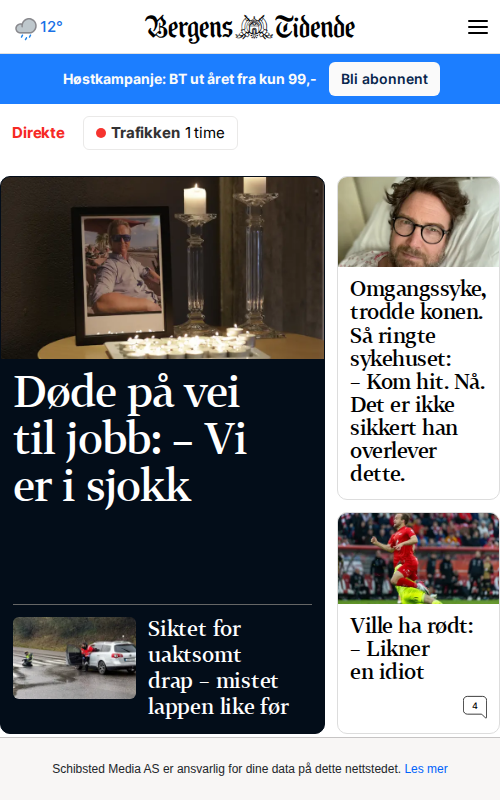 12°
Bergens Tidende
Høstkampanje: BT ut året fra kun 99,-
Bli abonnent
Direkte
Trafikken 1 time
Døde på vei
til jobb: – Vi
er i sjokk
Siktet for
uaktsomt
drap – mistet
lappen like før
Omgangssyke,
trodde konen.
Så ringte
sykehuset:
– Kom hit. Nå.
Det er ikke
sikkert han
overlever
dette.
Ville ha rødt:
– Likner
en idiot
4
Schibsted Media AS er ansvarlig for dine data på dette nettstedet. Les mer